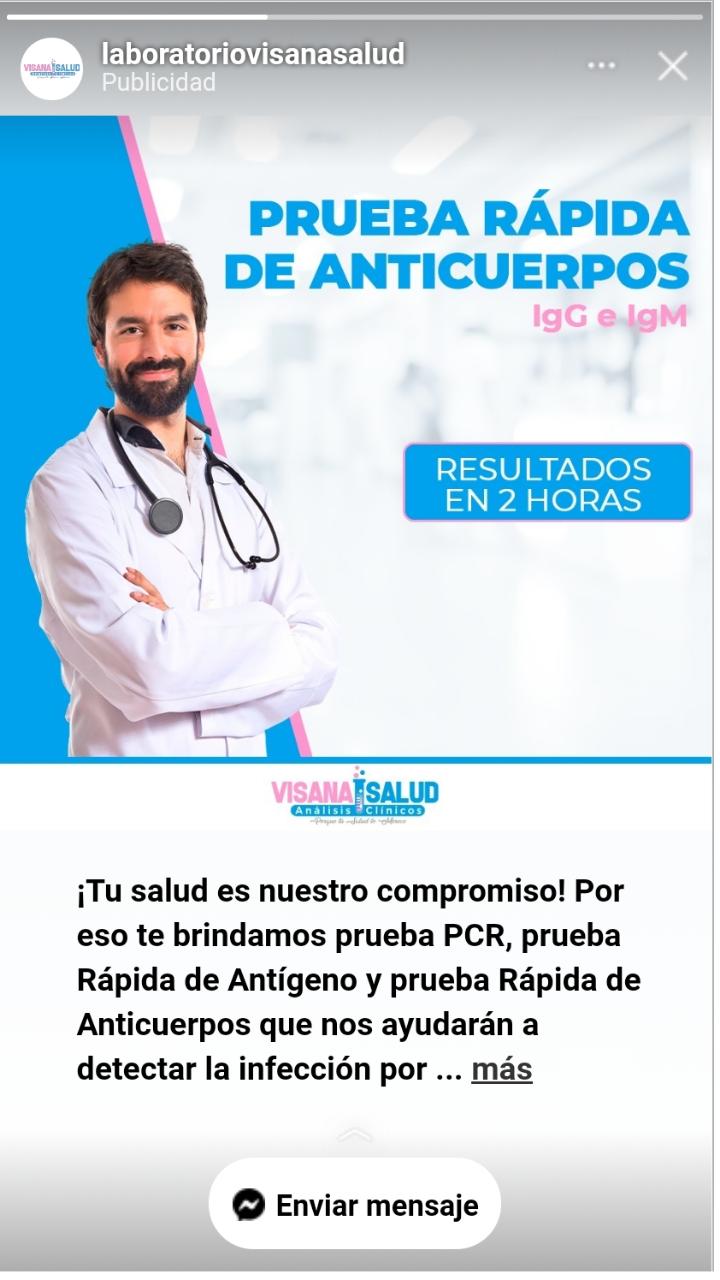 laboratoriovisanasalud
Publicidad
VISANA SALUD
PRUEBA RÁPIDA
DE ANTICUERPOS
IgG e IgM
RESULTADOS
EN 2 HORAS
VISANA SALUD
Análisis Clínicos
¡Tu salud es nuestro compromiso! Por
eso te brindamos prueba PCR, prueba
Rápida de Antígeno y prueba Rápida de
Anticuerpos que nos ayudarán a
detectar la infección por ... más
Enviar mensaje